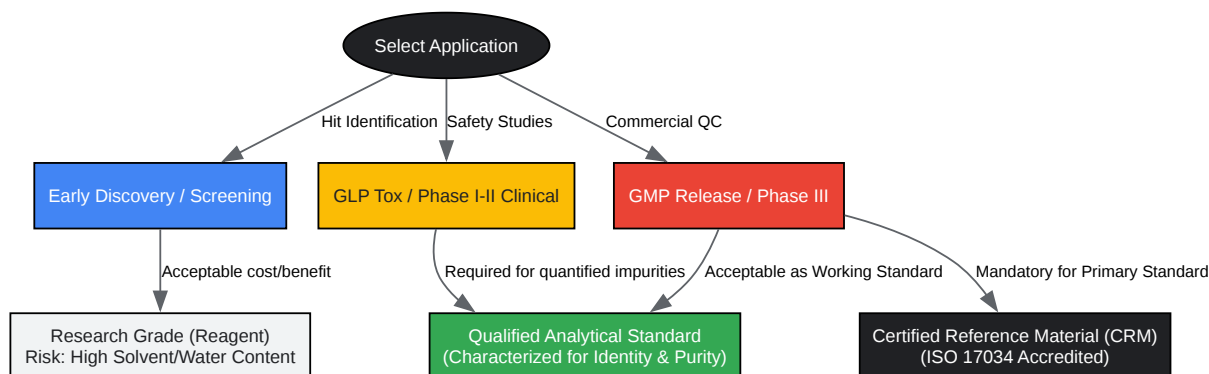 Select Application
Hit Identification
Safety Studies
Commercial QC
Early Discovery / Screening
GLP Tox / Phase I-II Clinical
GMP Release / Phase III
Acceptable cost/benefit
Required for quantified impurities
Acceptable as Working Standard
Mandatory for Primary Standard
Research Grade (Reagent)
Risk: High Solvent/Water Content
Qualified Analytical Standard
(Characterized for Identity & Purity)
Certified Reference Material (CRM)
(ISO 17034 Accredited)